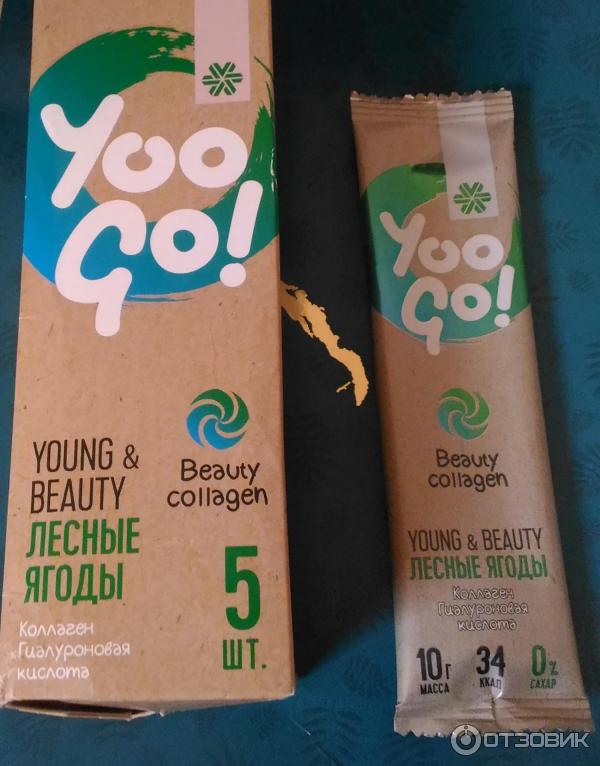 Yoo
Go!
Beauty
collagen
YOUNG &
BEAUTY
ЛЕСНЫЕ
ЯГОДЫ
Коллаген
Гиалуроновая
кислота
5
ШТ.
Yoo
Go!
Beauty
collagen
YOUNG & BEAUTY
ЛЕСНЫЕ ЯГОДЫ
Коллаген
Гиалуроновая
кислота
10 г
МАССА
34
ККАЛ
0%
САХАР
ОТЗОВИК